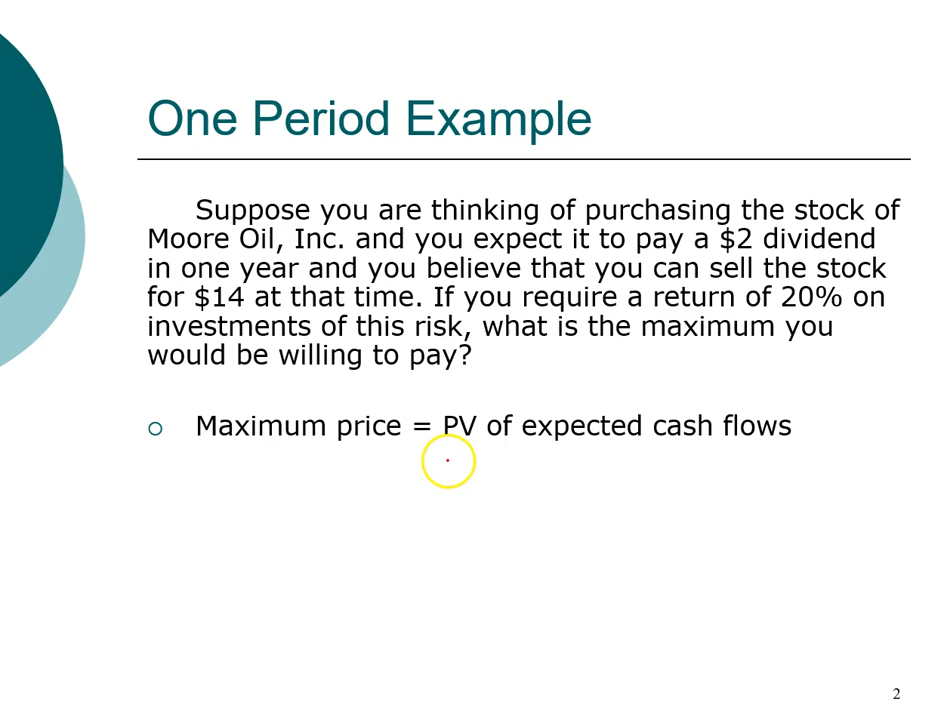 One Period Example
Suppose you are thinking of purchasing the stock of
Moore Oil, Inc. and you expect it to pay a $2 dividend
in one year and you believe that you can sell the stock
for $14 at that time. If you require a return of 20% on
investments of this risk, what is the maximum you
would be willing to pay?
Maximum price = PV of expected cash flows
2